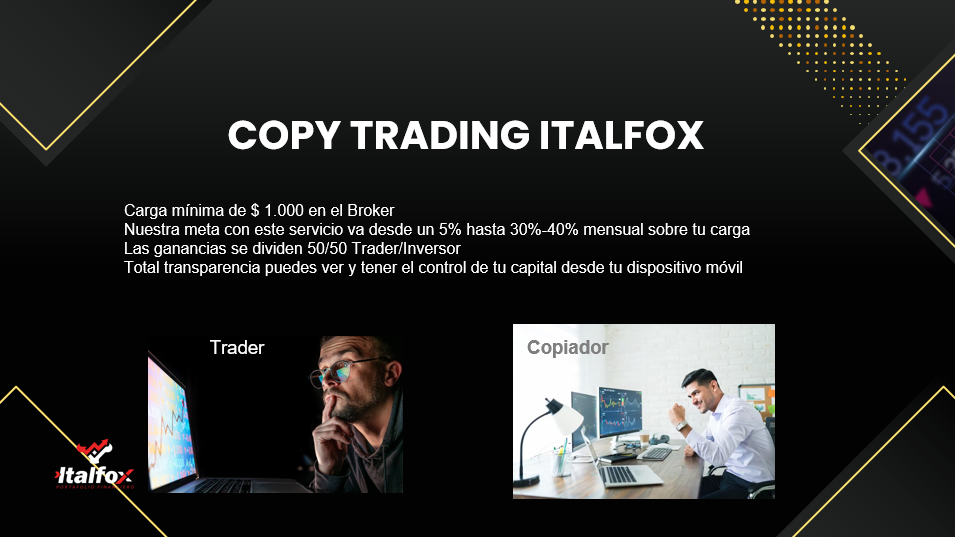 COPY TRADING ITALFOX
Carga mínima de $ 1.000 en el Broker
Nuestra meta con este servicio va desde un 5% hasta 30%-40% mensual sobre tu carga
Las ganancias se dividen 50/50 Trader/Inversor
Total transparencia puedes ver y tener el control de tu capital desde tu dispositivo móvil
Trader
Copiador
Italfox
PORTAFOLIO FINANCIERO
3,155